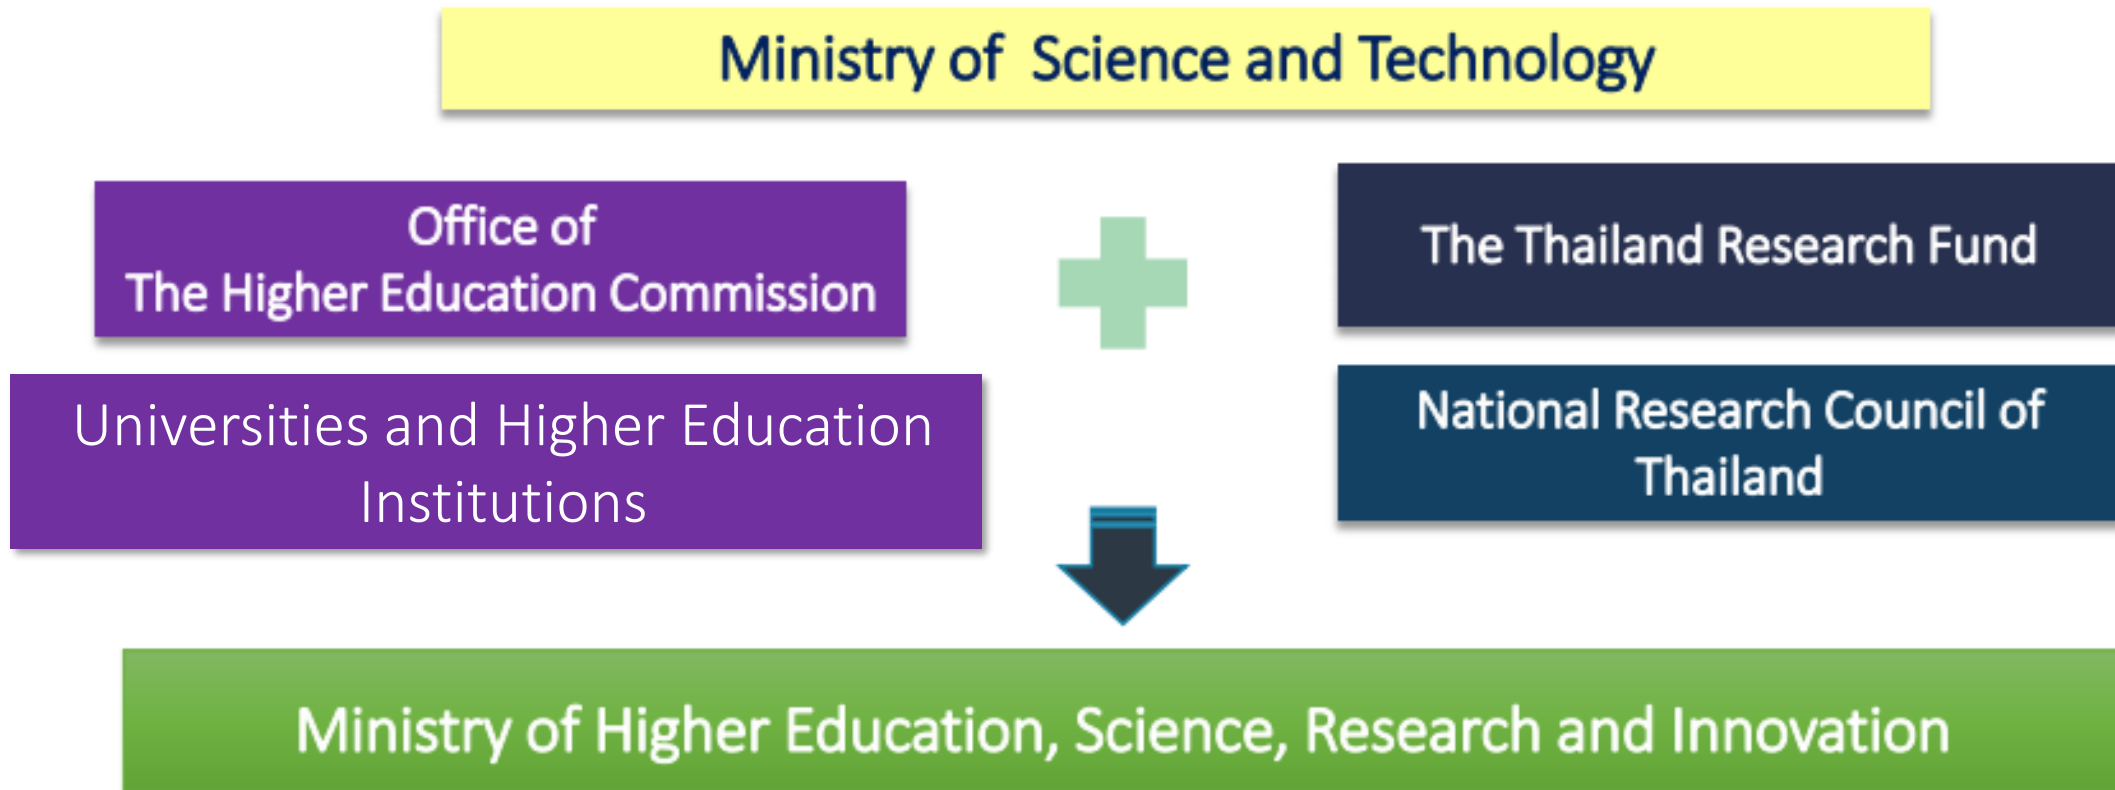 Ministry of Science and Technology
Office of
The Higher Education Commission
The Thailand Research Fund
Universities and Higher Education
Institutions
National Research Council of
Thailand
Ministry of Higher Education, Science, Research and Innovation